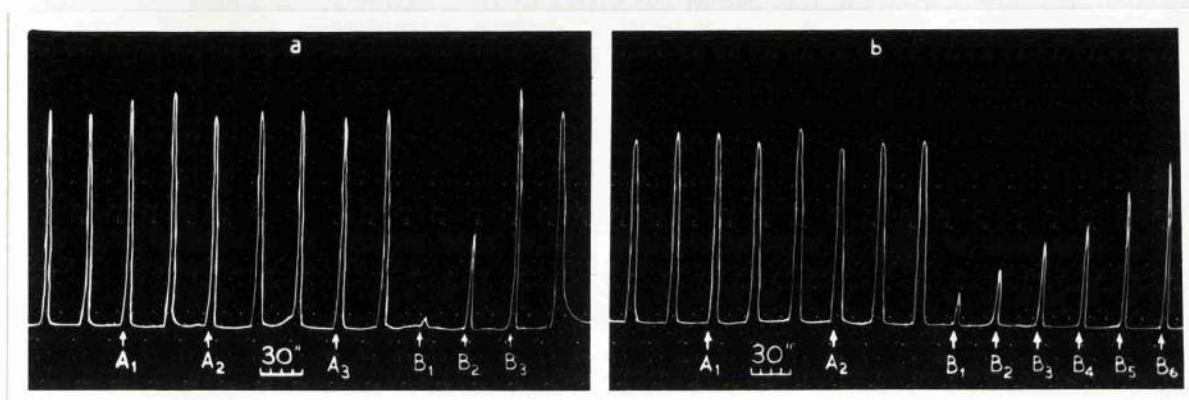 a
A₁ A₂ 30" A₃ B₁ B₂ B₃
b
A₁ 30" A₂ B₁ B₂ B₃ B₄ B₅ B₆